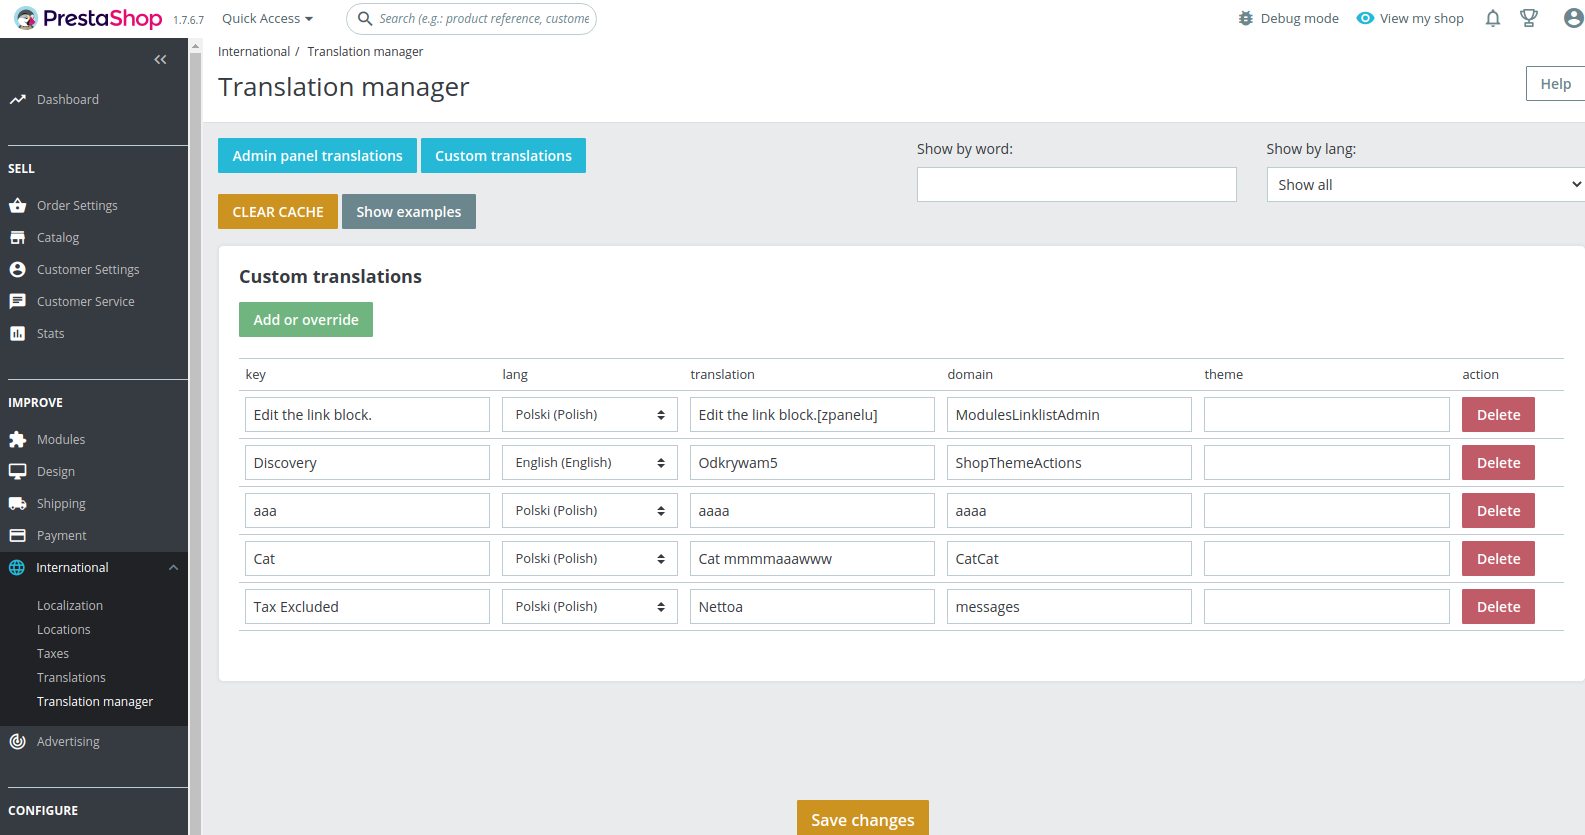 PrestaShop 1.7.6.7 Quick Access Search (e.g.: product reference, custome Debug mode View my shop
International / Translation manager
Translation manager
Help
Dashboard
SELL
Order Settings
Catalog
Customer Settings
Customer Service
Stats
IMPROVE
Modules
Design
Shipping
Payment
International
Localization
Locations
Taxes
Translations
Translation manager
Advertising
CONFIGURE
Admin panel translations Custom translations
CLEAR CACHE Show examples
Show by word:
Show by lang:
Show all
Custom translations
Add or override
key lang translation domain theme action
Edit the link block. Polski (Polish) Edit the link block.[zpanelu] ModulesLinklistAdmin Delete
Discovery English (English) Odkrywam5 ShopThemeActions Delete
aaa Polski (Polish) aaaa aaaa Delete
Cat Polski (Polish) Cat mmmmaaawww CatCat Delete
Tax Excluded Polski (Polish) Nettoa messages Delete
Save changes